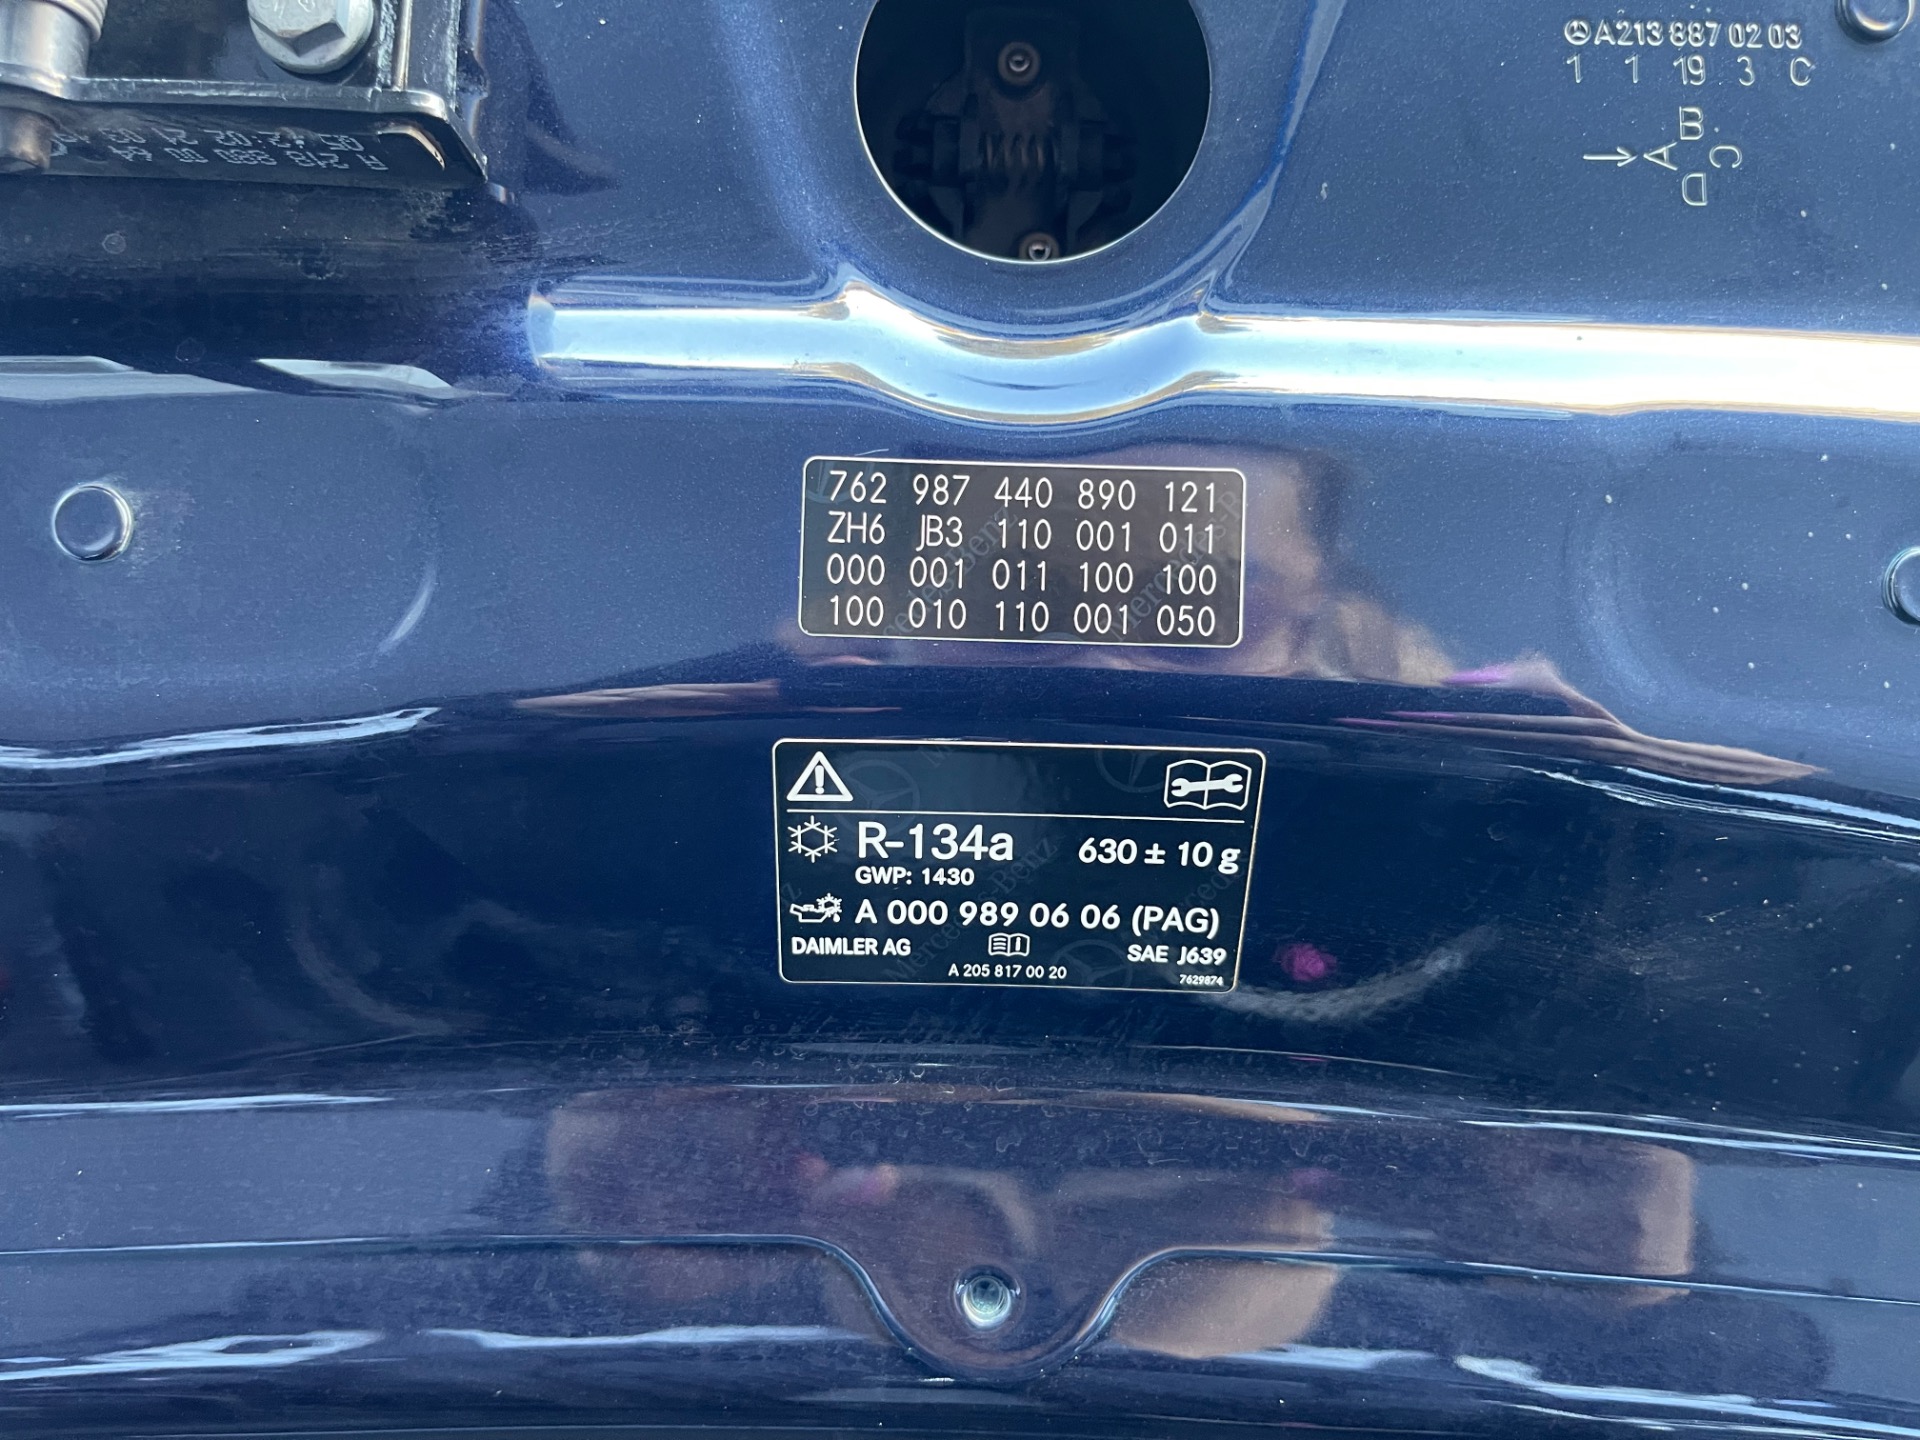 A213 887 02 03
1 1 19 3 C
B
A C
D
762 987 440 890 121
ZH6 JB3 110 001 011
000 001 011 100 100
100 010 110 001 050
R-134a 630 ± 10 g
GWP: 1430
A 000 989 06 06 (PAG)
DAIMLER AG SAE J639
A 205 817 00 20
7629874
Mercedes-Benz